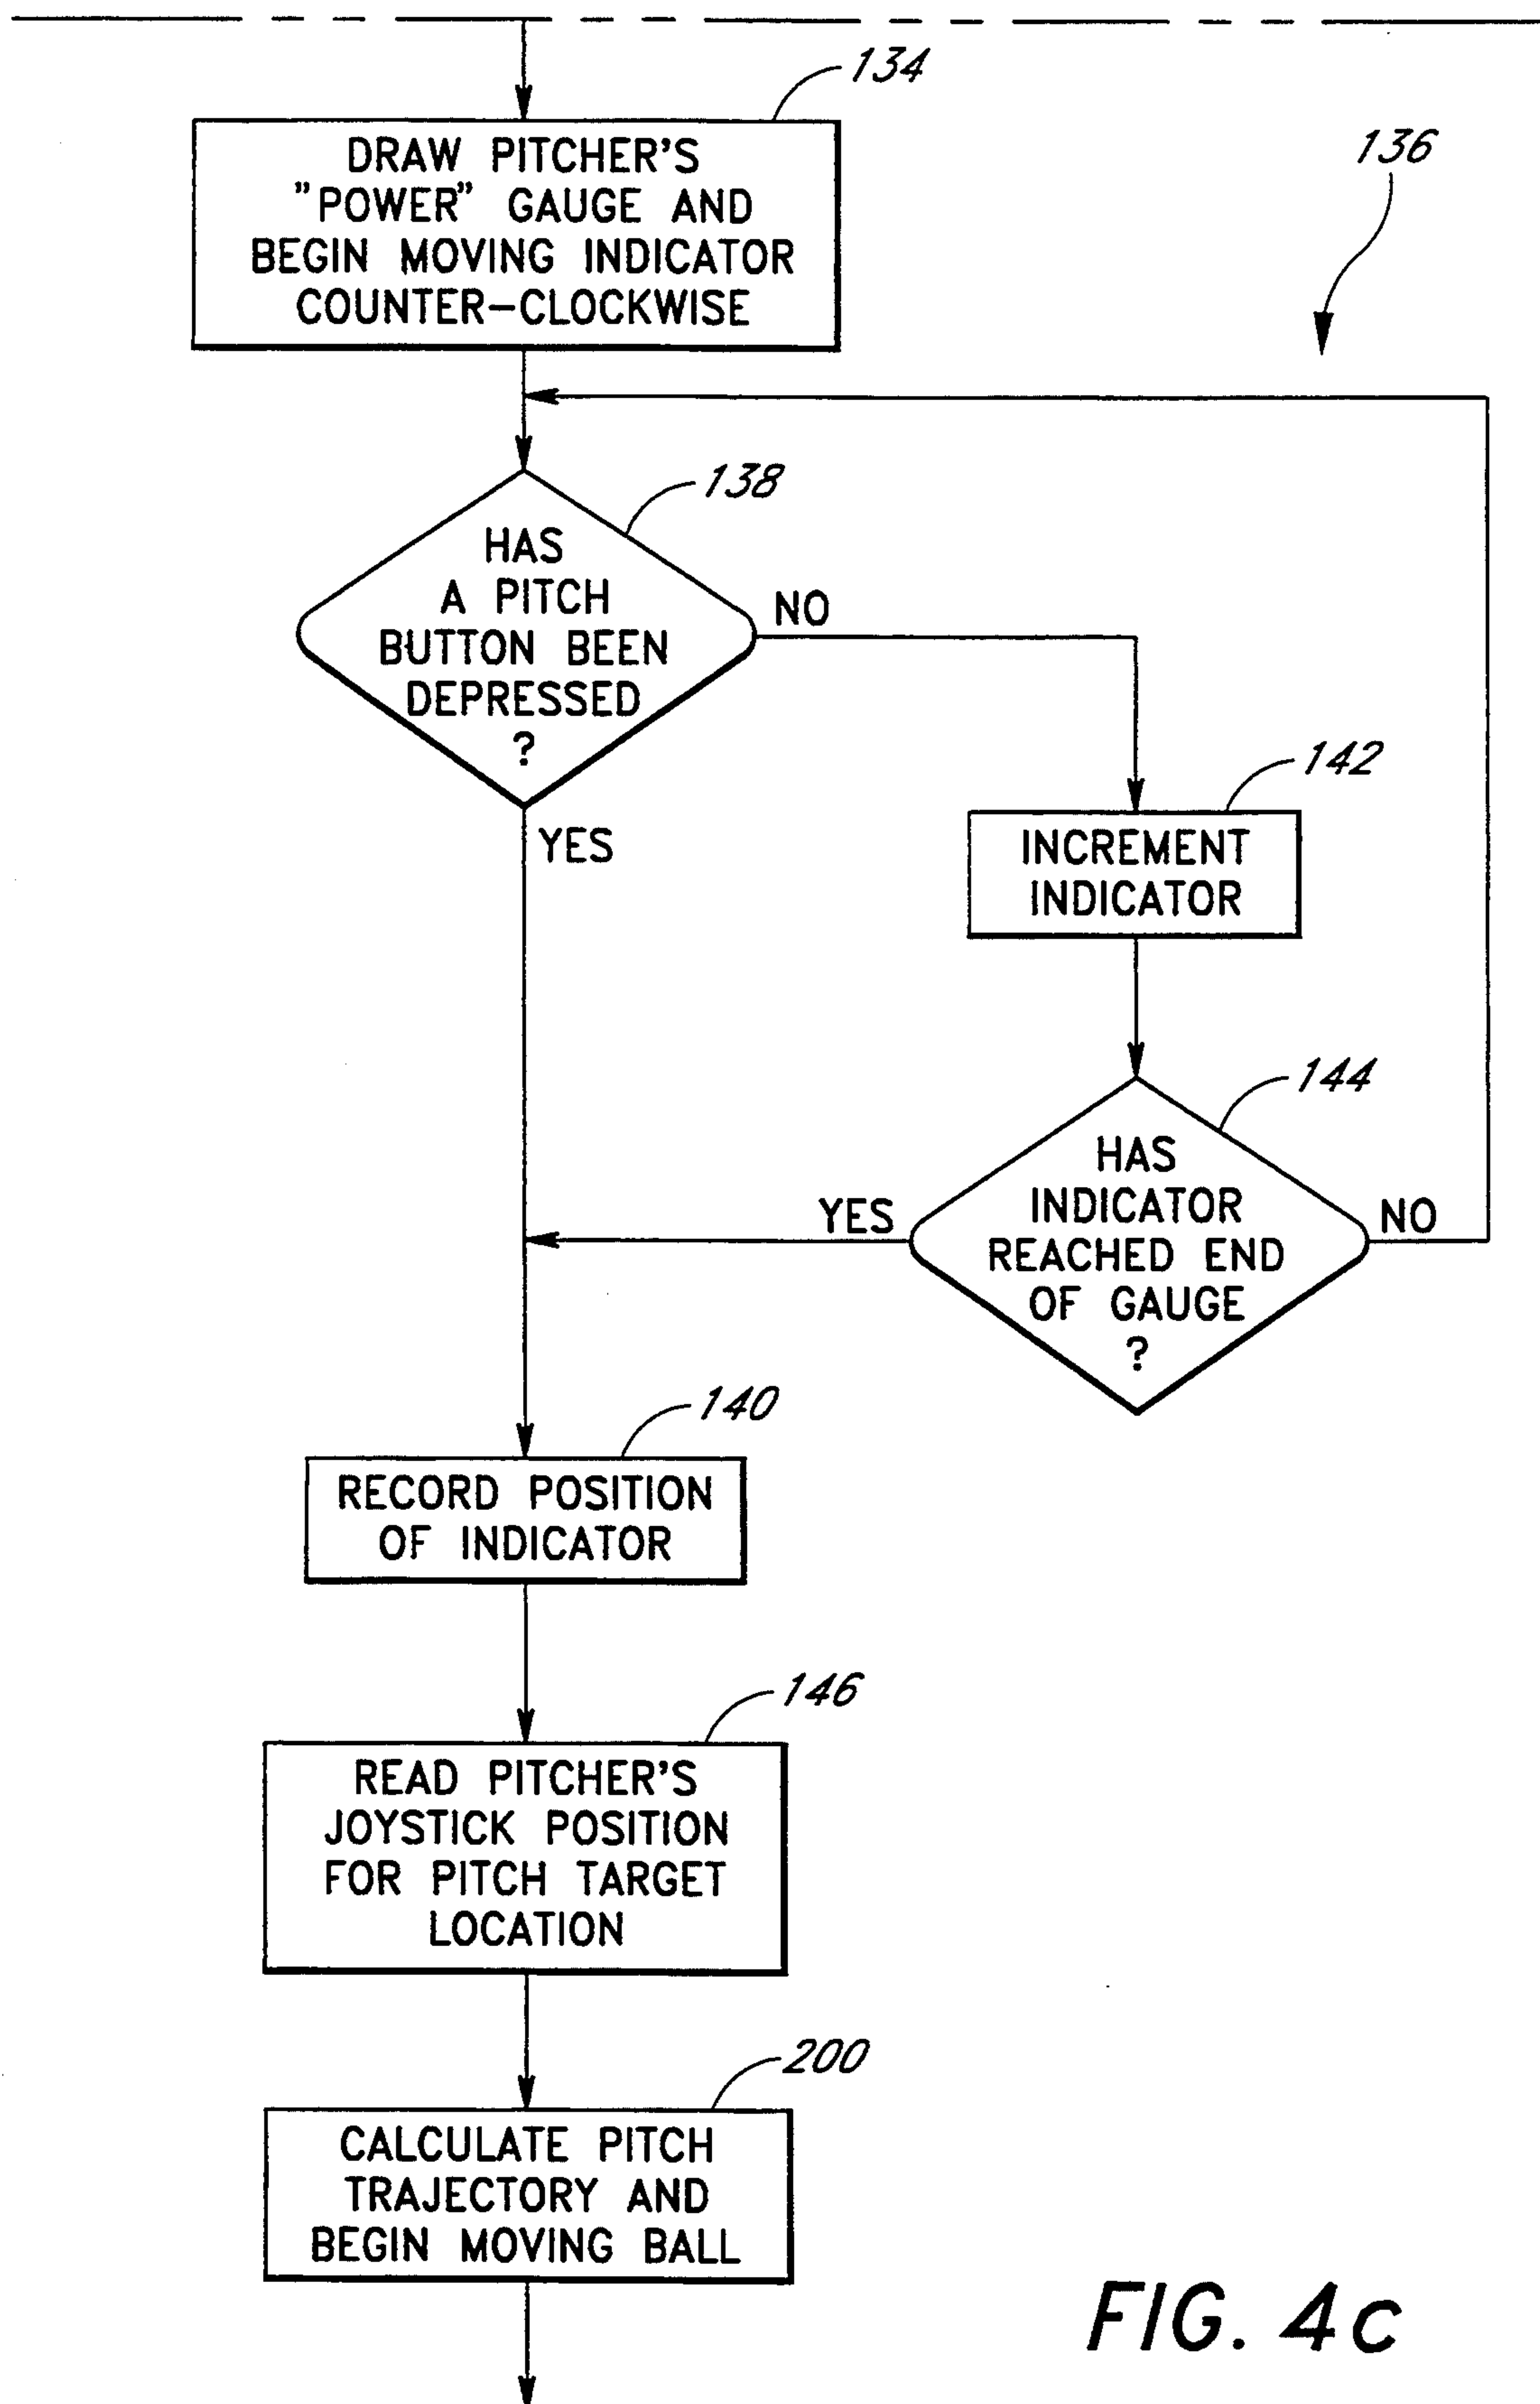 134
DRAW PITCHER'S
"POWER" GAUGE AND
BEGIN MOVING INDICATOR
COUNTER-CLOCKWISE
136
138
HAS
A PITCH
BUTTON BEEN
DEPRESSED
?
NO
YES
142
INCREMENT
INDICATOR
144
HAS
INDICATOR
REACHED END
OF GAUGE
?
YES
NO
140
RECORD POSITION
OF INDICATOR
146
READ PITCHER'S
JOYSTICK POSITION
FOR PITCH TARGET
LOCATION
200
CALCULATE PITCH
TRAJECTORY AND
BEGIN MOVING BALL
FIG. 4c